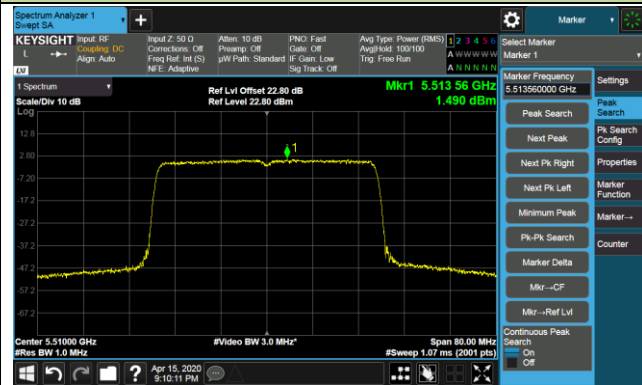 Spectrum Analyzer 1
Swept SA
Marker
KEYSIGHT
L
LXI
Input: RF
Coupling: DC
Align: Auto
Input Z: 50 Ω
Corrections: Off
Freq Ref: Int (S)
NFE: Adaptive
Atten: 10 dB
Preamp: Off
µW Path: Standard
PNO: Fast
Gate: Off
IF Gain: Low
Sig Track: Off
Avg Type: Power (RMS)
Avg|Hold: 100/100
Trig: Free Run
1 2 3 4 5 6
A W W W W W
A N N N N N
Select Marker
Marker 1
1 Spectrum
Scale/Div 10 dB
Log
Ref Lvl Offset 22.80 dB
Ref Level 22.80 dBm
Mkr1 5.513 56 GHz
1.490 dBm
1
12.8
2.80
-7.20
-17.2
-27.2
-37.2
-47.2
-57.2
-67.2
Center 5.51000 GHz
#Res BW 1.0 MHz
#Video BW 3.0 MHz*
Span 80.00 MHz
#Sweep 1.07 ms (2001 pts)
Marker Frequency
5.513560000 GHz
Peak Search
Next Peak
Next Pk Right
Next Pk Left
Minimum Peak
Pk-Pk Search
Marker Delta
Mkr→CF
Mkr→Ref Lvl
Continuous Peak
Search
On
Off
Settings
Peak
Search
Pk Search
Config
Properties
Marker
Function
Marker→
Counter
Apr 15, 2020
9:10:11 PM